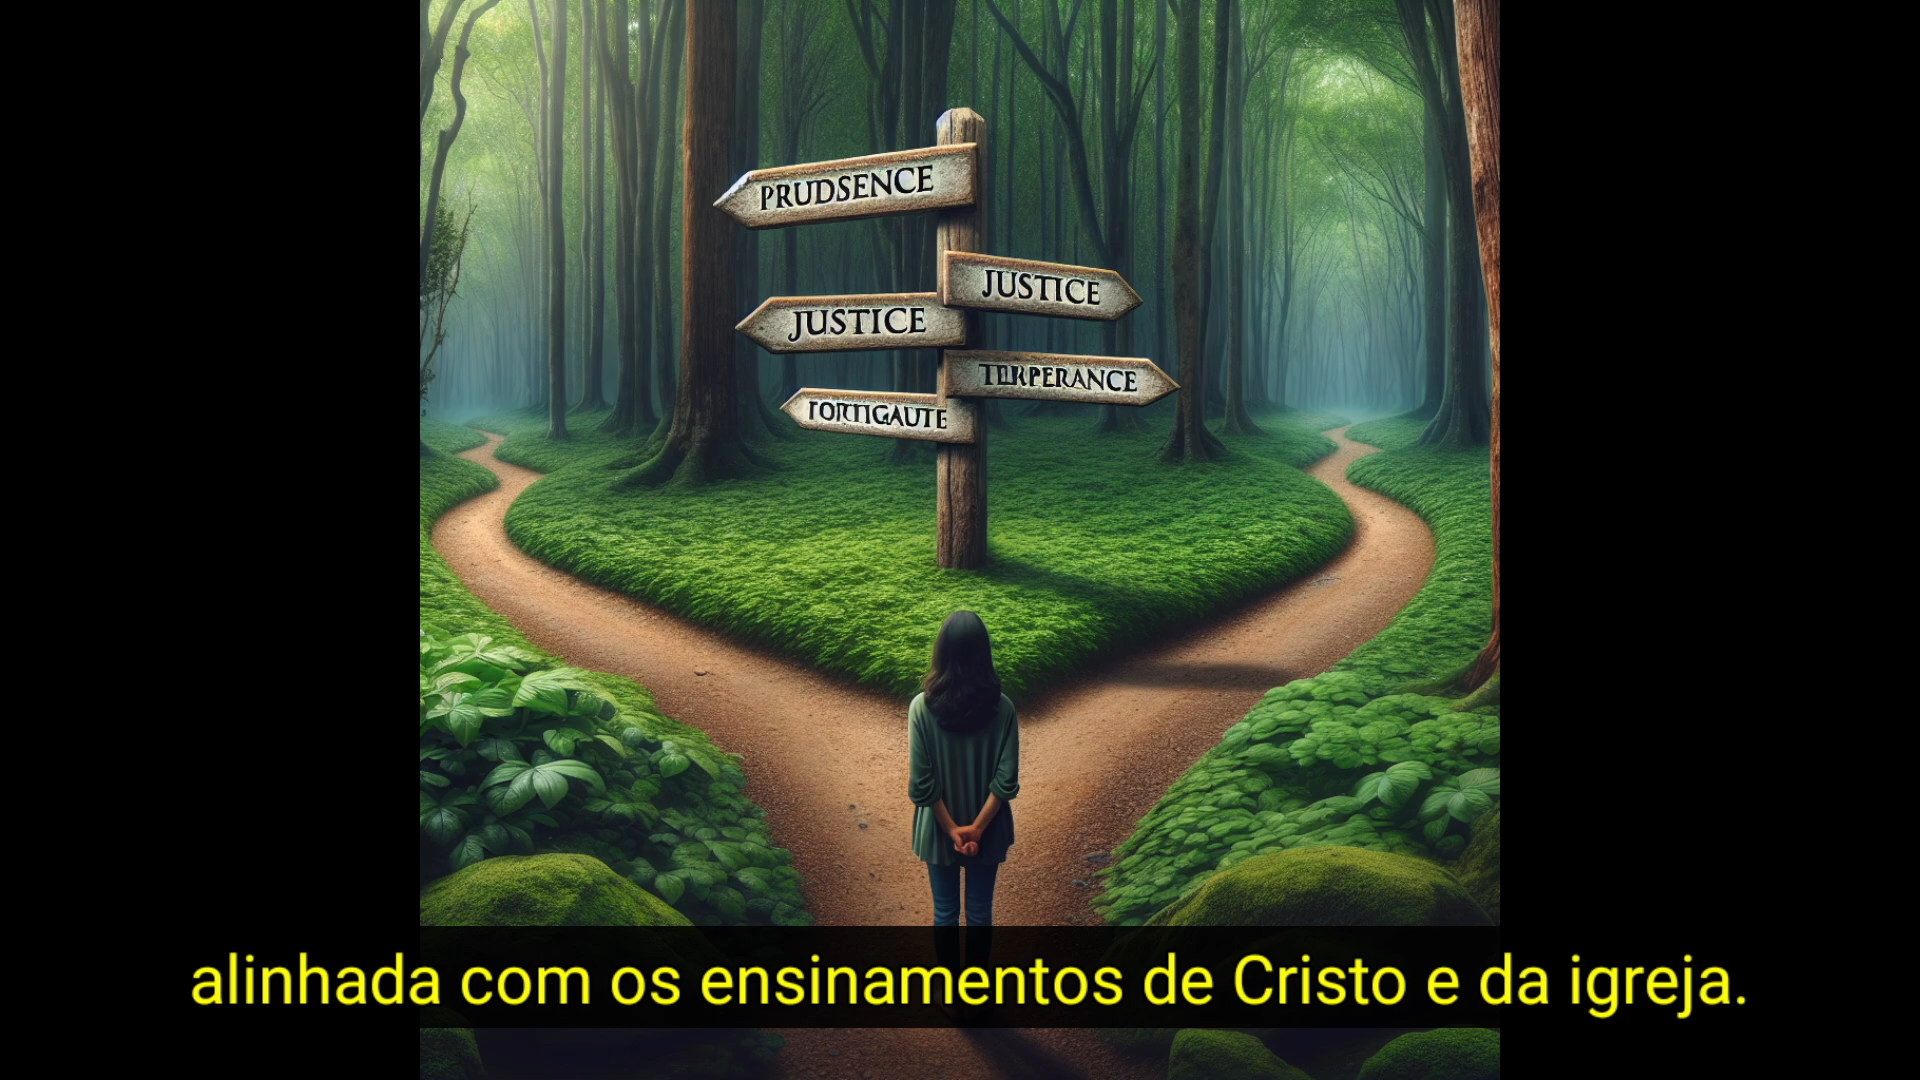 PRUDSENCE
JUSTICE
JUSTICE
TERPERANCE
FORTIGAUTE
alinhada com os ensinamentos de Cristo e da igreja.